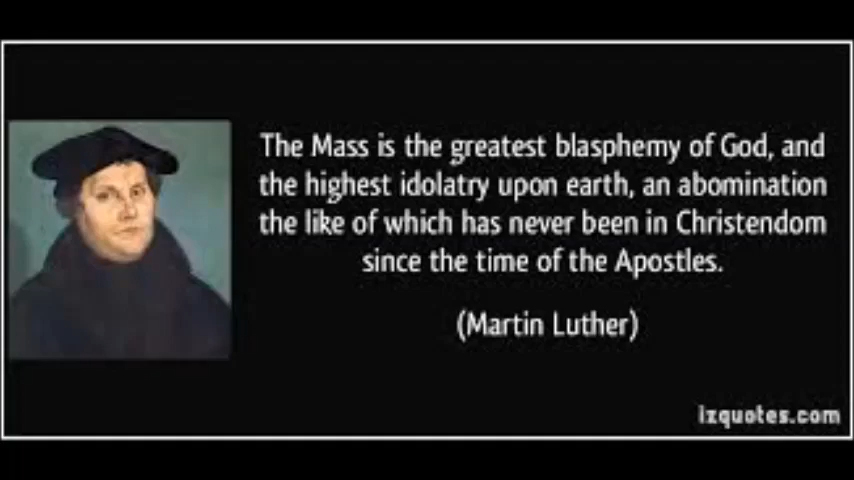 The Mass is the greatest blasphemy of God, and
the highest idolatry upon earth, an abomination
the like of which has never been in Christendom
since the time of the Apostles.
(Martin Luther)
izquotes.com